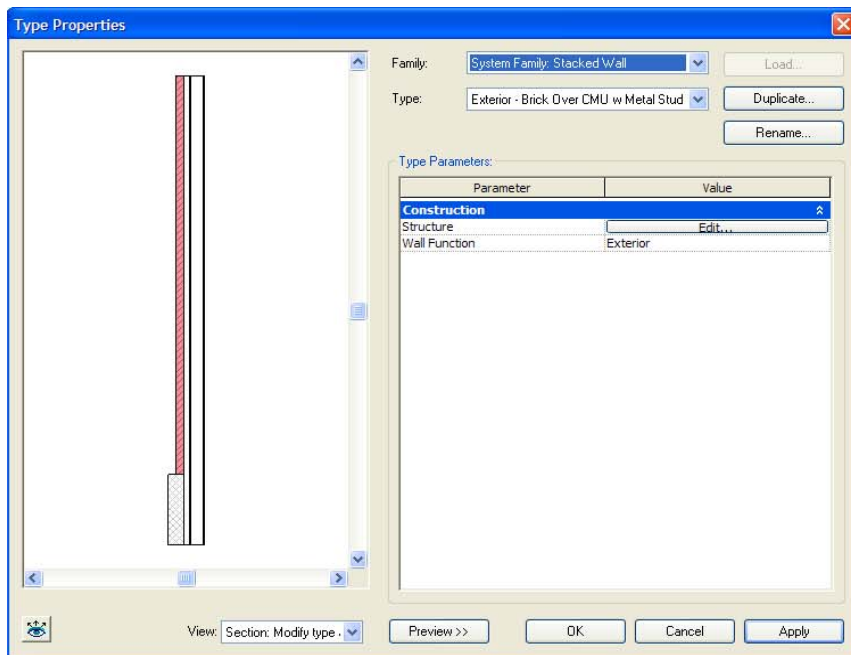 Type Properties
Family: System Family: Stacked Wall Load...
Type: Exterior - Brick Over CMU w Metal Stud Duplicate...
Rename...
Type Parameters:
Parameter Value
Construction
Structure Edit...
Wall Function Exterior
View: Section: Modify type Preview >> OK Cancel Apply